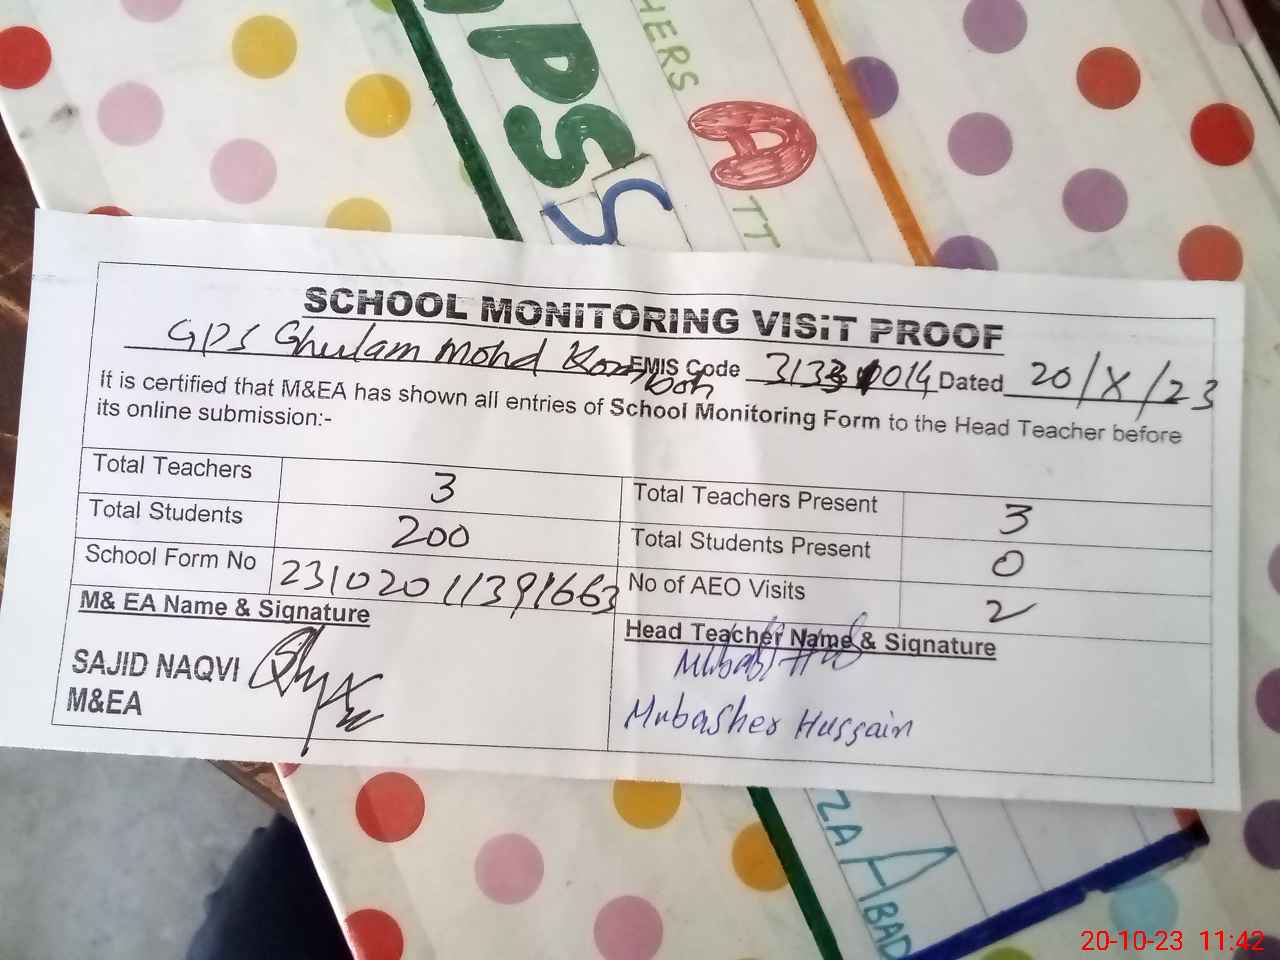 PS
S
HERS
A
TT
SCHOOL MONITORING VISIT PROOF
GPS Ghulam Mohd EMIS Code Dated 20/X/23
It is certified that M&EA has shown all entries of School Monitoring Form to the Head Teacher before
its online submission:-
Total Teachers 3 Total Teachers Present 3
Total Students 200 Total Students Present 0
School Form No 23102011391663 No of AEO Visits 2
M& EA Name & Signature Head Teacher Name & Signature
SAJID NAQVI
M&EA
Mubasher Hussain
ZA ABAD
20-10-23 11:42